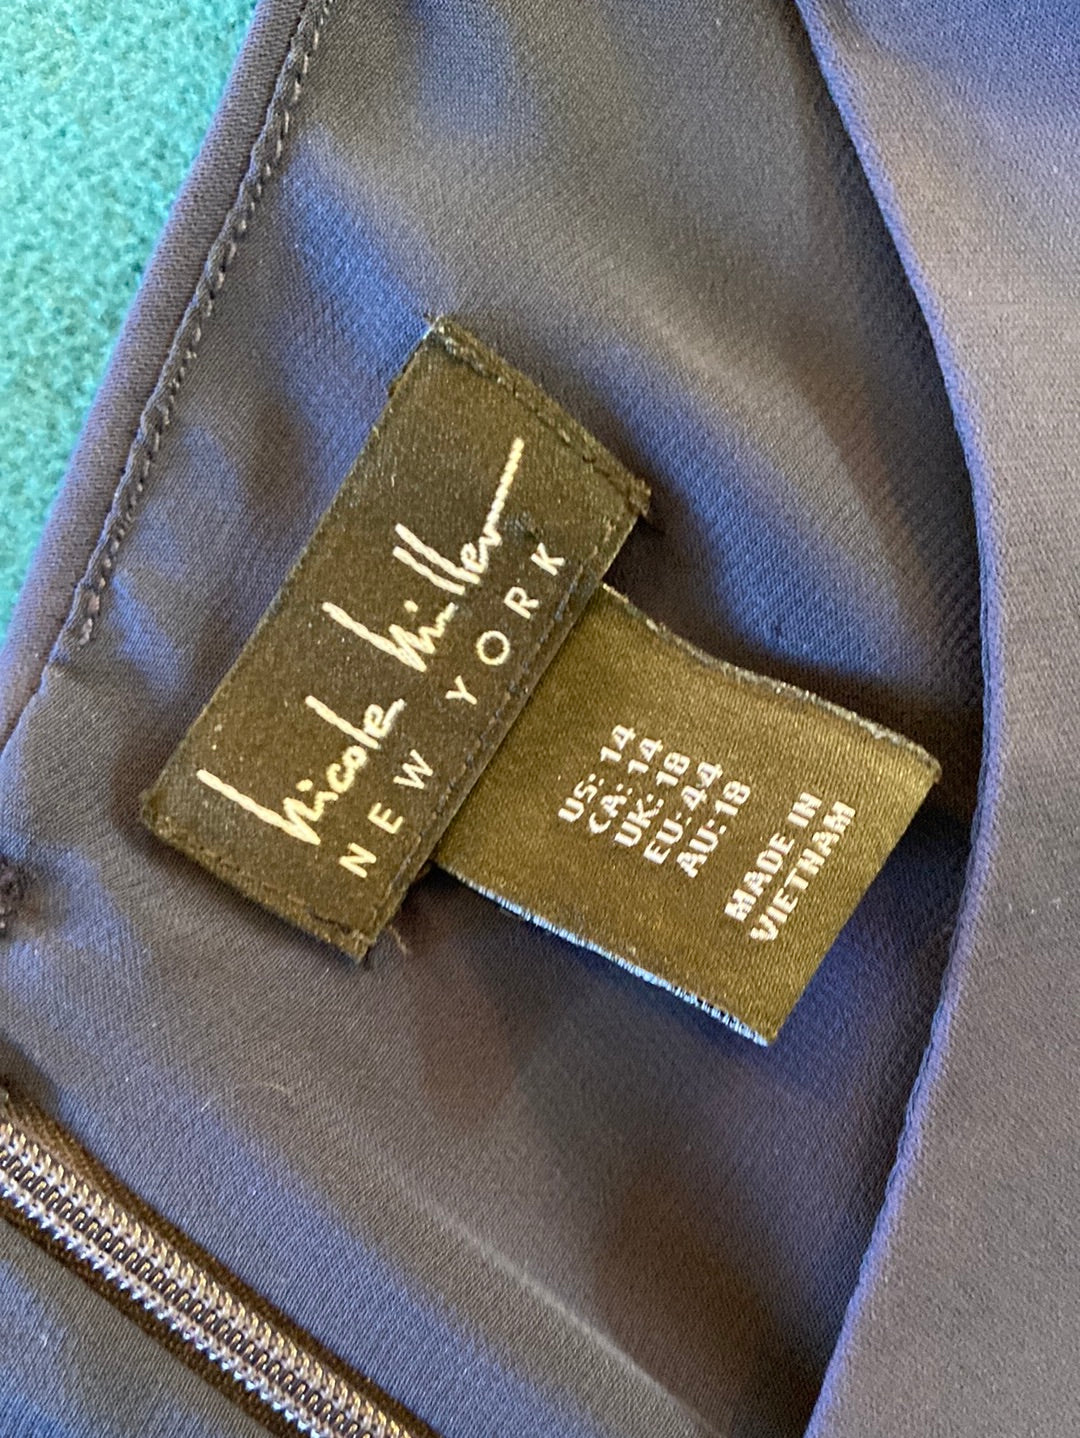 Nicole Miller
NEW YORK
US: 14
CA: 14
UK: 18
EU: 44
AU: 18
MADE IN
VIETNAM